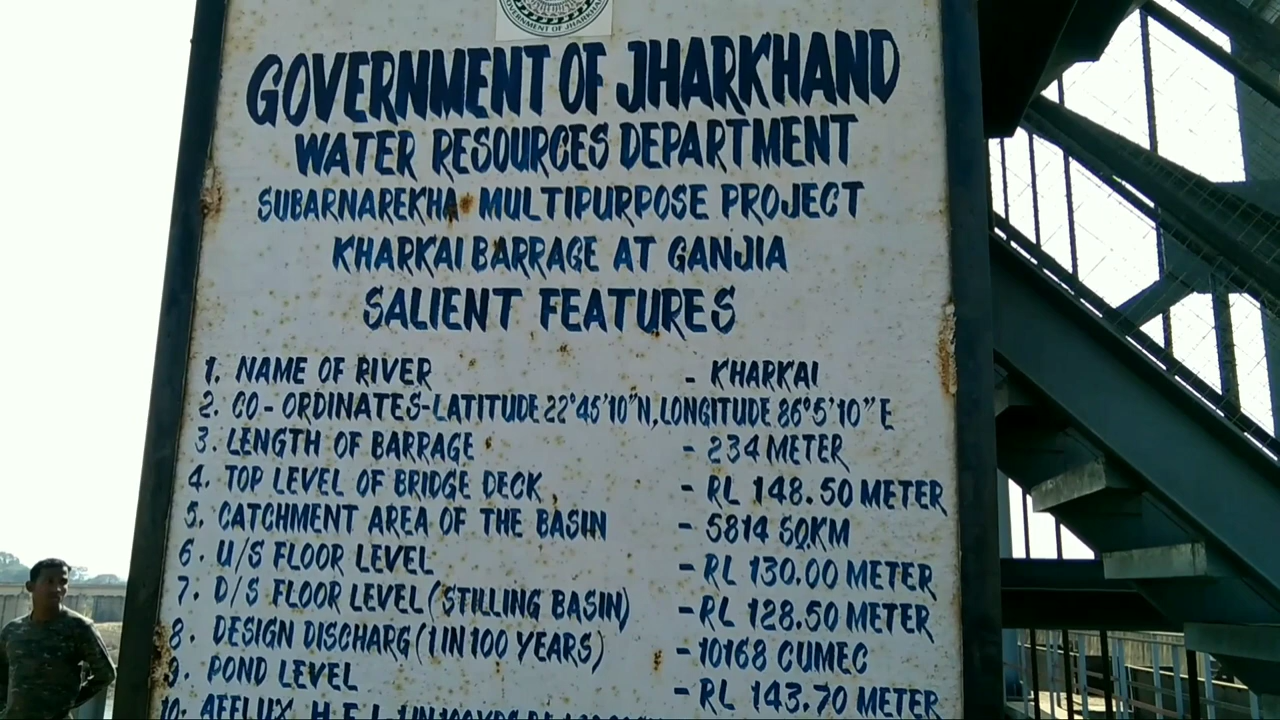 GOVERNMENT OF JHARKHAND
GOVERNMENT OF JHARKHAND
WATER RESOURCES DEPARTMENT
SUBARNAREKHA MULTIPURPOSE PROJECT
KHARKAI BARRAGE AT GANJIA
SALIENT FEATURES
1. NAME OF RIVER - KHARKAI
2. CO-ORDINATES-LATITUDE 22°45'10"N, LONGITUDE 86°5'10" E
3. LENGTH OF BARRAGE - 234 METER
4. TOP LEVEL OF BRIDGE DECK - RL 148.50 METER
5. CATCHMENT AREA OF THE BASIN - 5814 SQKM
6. U/S FLOOR LEVEL - RL 130.00 METER
7. D/S FLOOR LEVEL (STILLING BASIN) - RL 128.50 METER
8. DESIGN DISCHARG (1 IN 100 YEARS) - 10168 CUMEC
9. POND LEVEL - RL 143.70 METER
10. AFFLUX H.F.L